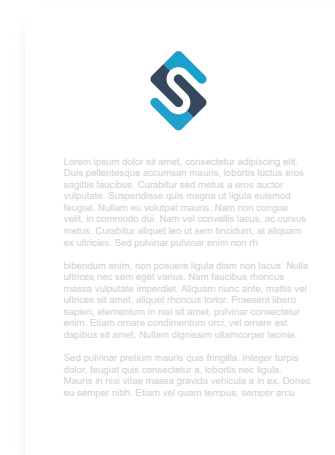 Lorem ipsum dolor sit amet, consectetur adipiscing elit.
Duis pellentesque accumsan mauris, lobortis luctus eros
sagittis faucibus. Curabitur sed metus a eros auctor
vulputate. Suspendisse quis magna ut ligula euismod
feugiat. Nullam eu volutpat mauris. Nam non congue
velit, in commodo dui. Nam vel convallis lacus, ac cursus
metus. Curabitur aliquet leo ut sem tincidunt, at aliquam
ex ultricies. Sed pulvinar pulvinar enim non rh
bibendum enim, non posuere ligula diam non lacus. Nulla
ultrices nec sem eget varius. Nam faucibus rhoncus
massa vulputate imperdiet. Aliquam nunc ante, mattis vel
ultrices sit amet, aliquet rhoncus tortor. Praesent libero
sapien, elementum in nisi sit amet, pulvinar consectetur
enim. Etiam ornare condimentum orci, vel ornare est
dapibus sit amet. Nullam dignissim ullamcorper lacinia.
Sed pulvinar pretium mauris quis fringilla. Integer turpis
dolor, feugiat quis consectetur a, lobortis nec ligula.
Mauris in nisi vitae massa gravida vehicula a in ex. Donec
eu semper nibh. Etiam vel quam tempus, semper arcu